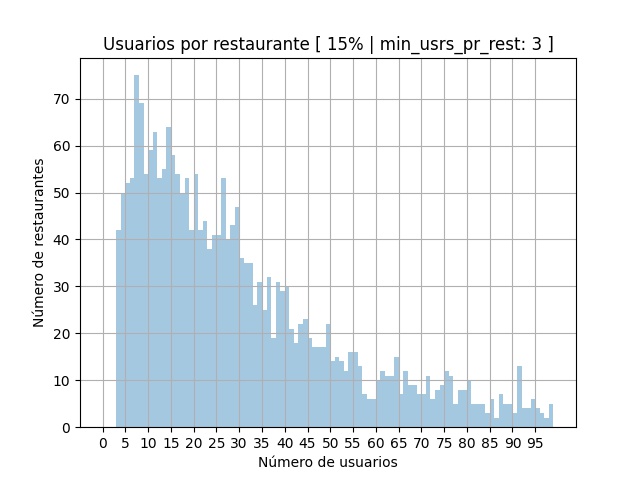 Usuarios por restaurante [ 15% | min_usrs_pr_rest: 3 ]
Número de restaurantes
70
60
50
40
30
20
10
0
0 5 10 15 20 25 30 35 40 45 50 55 60 65 70 75 80 85 90 95
Número de usuarios